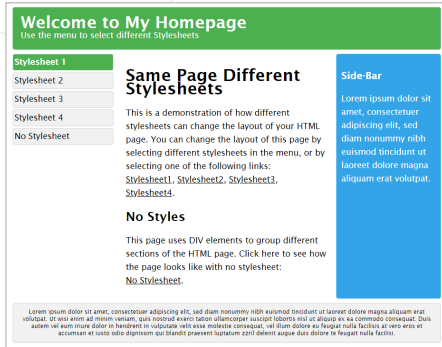 Welcome to My Homepage
Use the menu to select different Stylesheets
Stylesheet 1
Stylesheet 2
Stylesheet 3
Stylesheet 4
No Stylesheet
Same Page Different
Stylesheets
This is a demonstration of how different
stylesheets can change the layout of your HTML
page. You can change the layout of this page by
selecting different stylesheets in the menu, or by
selecting one of the following links:
Stylesheet1, Stylesheet2, Stylesheet3,
Stylesheet4.
No Styles
This page uses DIV elements to group different
sections of the HTML page. Click here to see how
the page looks like with no stylesheet:
No Stylesheet.
Side-Bar
Lorem ipsum dolor sit
amet, consectetuer
adipiscing elit, sed
diam nonummy nibh
euismod tincidunt ut
laoreet dolore magna
aliquam erat volutpat.
Lorem ipsum dolor sit amet, consectetuer adipiscing elit, sed diam nonummy nibh euismod tincidunt ut laoreet dolore magna aliquam erat
volutpat. Ut wisi enim ad minim veniam, quis nostrud exerci tation ullamcorper suscipit lobortis nisl ut aliquip ex ea commodo consequat. Duis
autem vel eum iriure dolor in hendrerit in vulputate velit esse molestie consequat, vel illum dolore eu feugiat nulla facilisis at vero eros et
accumsan et iusto odio dignissim qui blandit praesent luptatum zzril delenit augue duis dolore te feugait nulla facilisi.